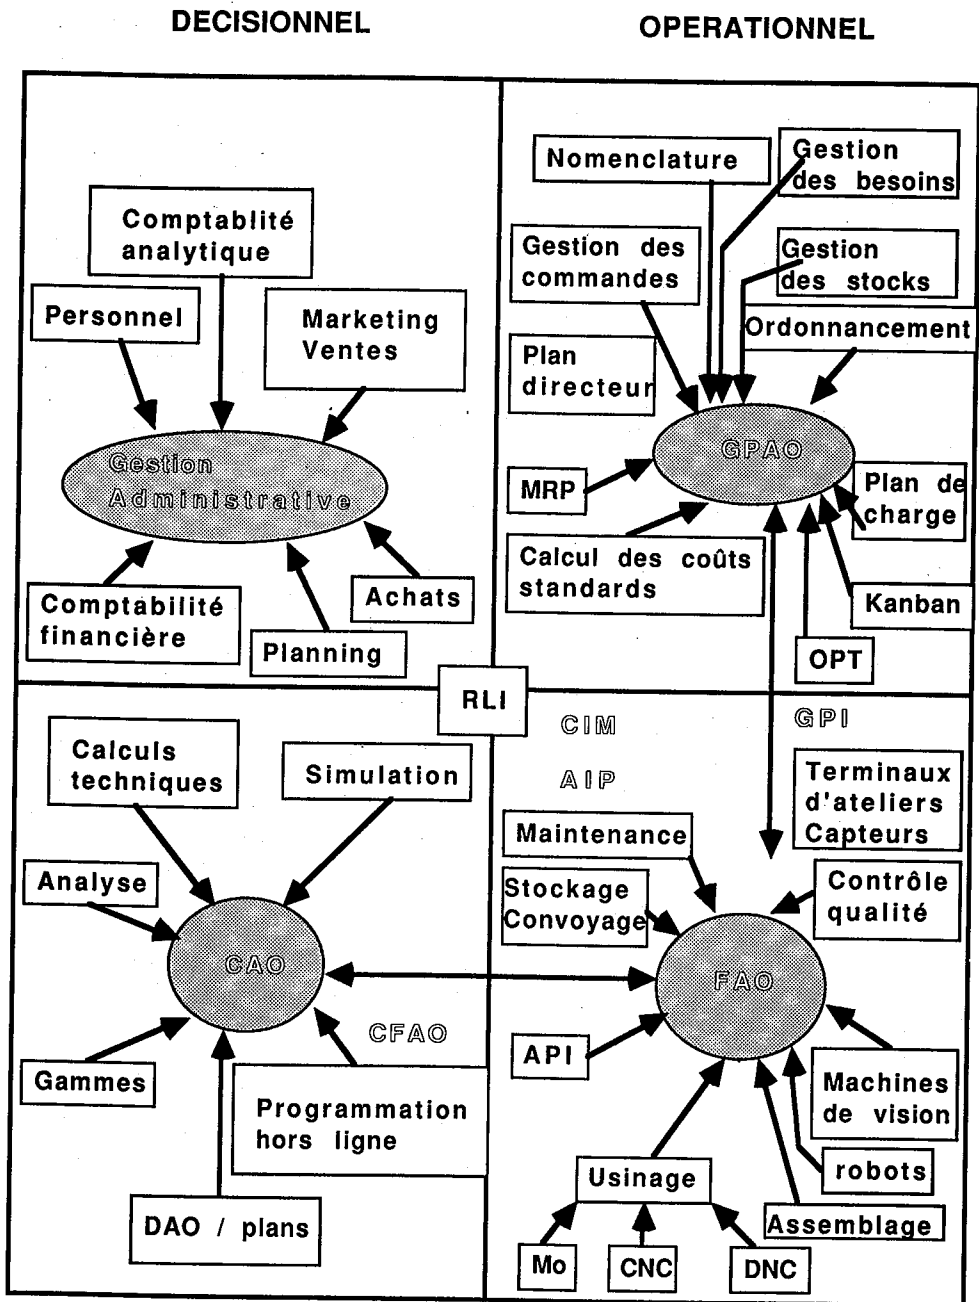 DECISIONNEL
OPERATIONNEL
Comptablité
analytique
Personnel
Marketing
Ventes
Gestion
Administrative
Comptabilité
financière
Planning
Achats
Nomenclature
Gestion
des besoins
Gestion des
commandes
Gestion
des stocks
Ordonnancement
Plan
directeur
GPAO
MRP
Plan de
charge
Calcul des coûts
standards
Kanban
OPT
RLI
Calculs
techniques
Simulation
Analyse
CAO
CFAO
Gammes
Programmation
hors ligne
DAO / plans
CIM
GPI
AIP
Terminaux
d'ateliers
Capteurs
Maintenance
Stockage
Convoyage
Contrôle
qualité
FAO
API
Machines
de vision
Usinage
robots
Assemblage
Mo
CNC
DNC